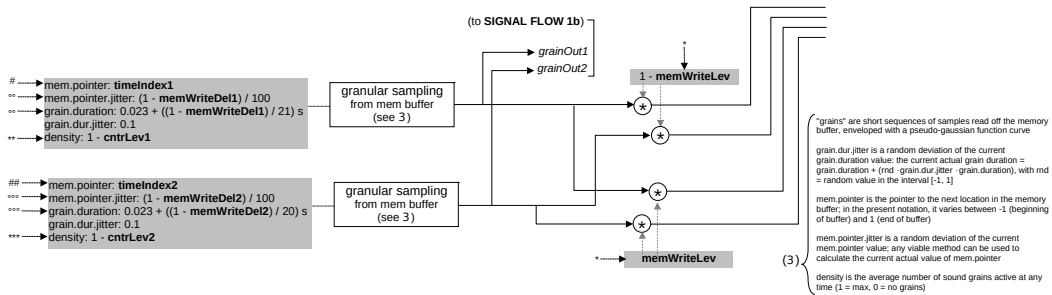 (to SIGNAL FLOW 1b)
grainOut1
grainOut2
*
1 - memWriteLev
# mem.pointer: timeIndex1
°° mem.pointer.jitter: (1 - memWriteDel1) / 100
°° grain.duration: 0.023 + ((1 - memWriteDel1) / 21) s
grain.dur.jitter: 0.1
** density: 1 - cntrLev1
granular sampling
from mem buffer
(see 3)
*
*
## mem.pointer: timeIndex2
°°° mem.pointer.jitter: (1 - memWriteDel2) / 100
°°° grain.duration: 0.023 + ((1 - memWriteDel2) / 20) s
grain.dur.jitter: 0.1
*** density: 1 - cntrLev2
granular sampling
from mem buffer
(see 3)
*
*
* memWriteLev
(3)
"grains" are short sequences of samples read off the memory
buffer, enveloped with a pseudo-gaussian function curve
grain.dur.jitter is a random deviation of the current
grain.duration value: the current actual grain duration =
grain.duration + (rnd ·grain.dur.jitter ·grain.duration), with rnd
= random value in the interval [-1, 1]
mem.pointer is the pointer to the next location in the memory
buffer; in the present notation, it varies between -1 (beginning
of buffer) and 1 (end of buffer)
mem.pointer.jitter is a random deviation of the current
mem.pointer value; any viable method can be used to
calculate the current actual value of mem.pointer
density is the average number of sound grains active at any
time (1 = max, 0 = no grains)